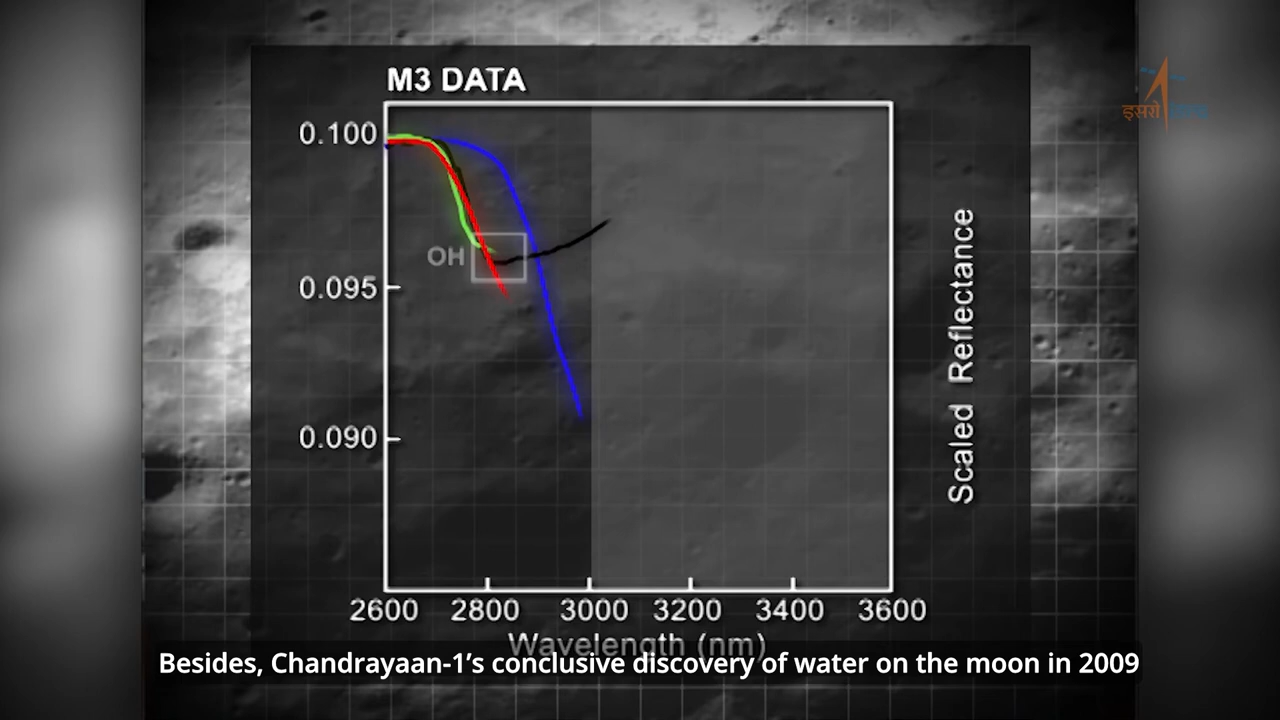 M3 DATA
इसरो
0.100
OH
0.095
0.090
Scaled Reflectance
2600 2800 3000 3200 3400 3600
Wavelength (nm)
Besides, Chandrayaan-1’s conclusive discovery of water on the moon in 2009